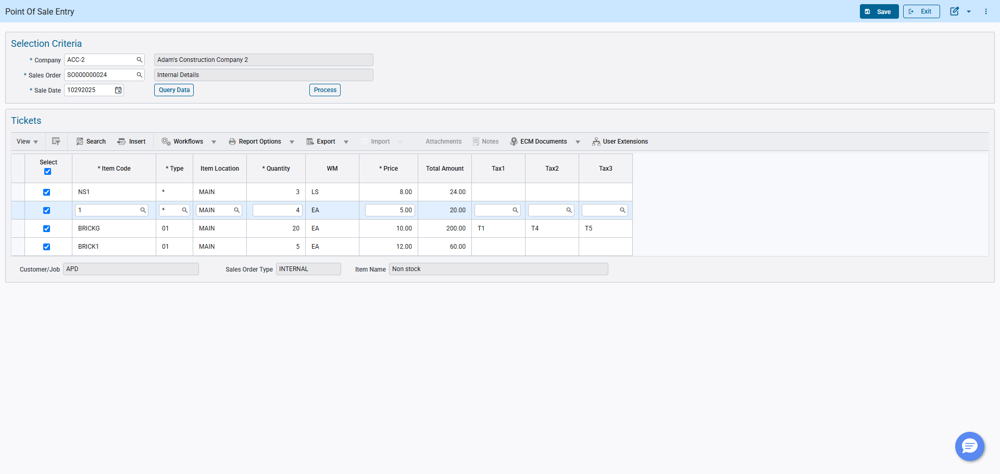 Point Of Sale Entry
Save
Exit
Selection Criteria
* Company ACC-2 Adam's Construction Company 2
* Sales Order SO000000024 Internal Details
* Sale Date 10292025 Query Data Process
Tickets
View Search Insert Workflows Report Options Export Import Attachments Notes ECM Documents User Extensions
Select * Item Code * Type Item Location * Quantity WM * Price Total Amount Tax1 Tax2 Tax3
NS1 * MAIN 3 LS 8.00 24.00
1 * MAIN 4 EA 5.00 20.00
BRICKG 01 MAIN 20 EA 10.00 200.00 T1 T4 T5
BRICK1 01 MAIN 5 EA 12.00 60.00
Customer/Job APD Sales Order Type INTERNAL Item Name Non stock